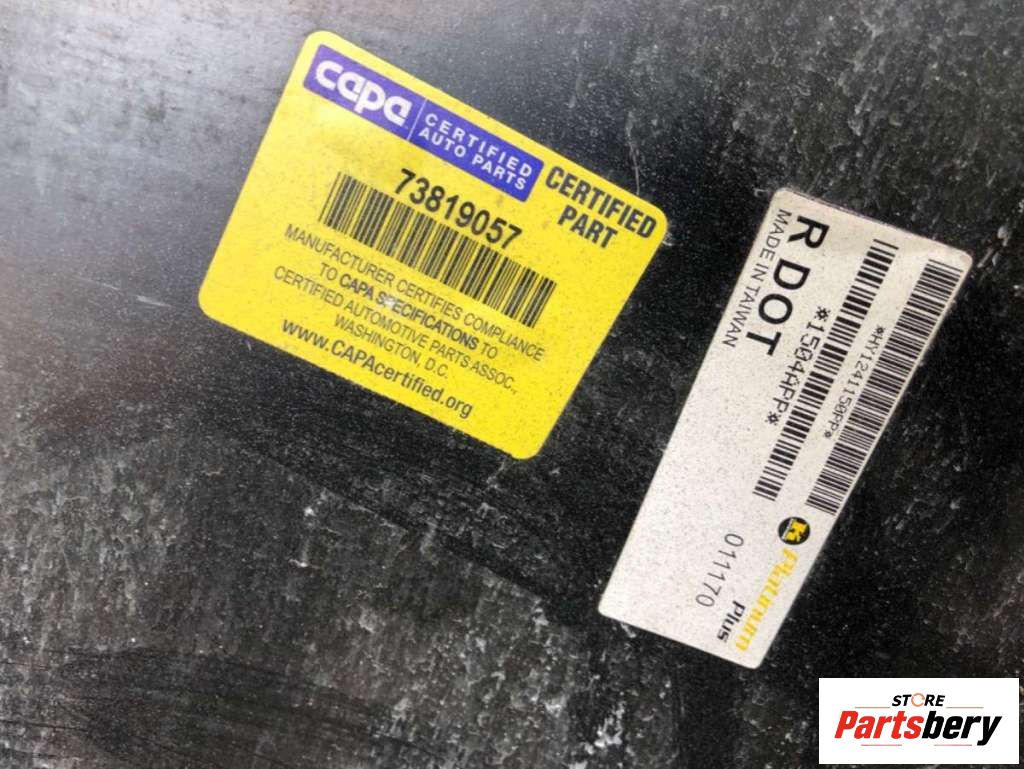 capa
CERTIFIED
AUTO PARTS
CERTIFIED
PART
73819057
MANUFACTURER CERTIFIES COMPLIANCE
TO CAPA SPECIFICATIONS TO
CERTIFIED AUTOMOTIVE PARTS ASSOC.,
WASHINGTON, D.C.
www.CAPAcertified.org
*HY1241150PP*
*15044PP*
R DOT
MADE IN TAIWAN
K
Platinum
Plus
011170
STORE
Partsbery